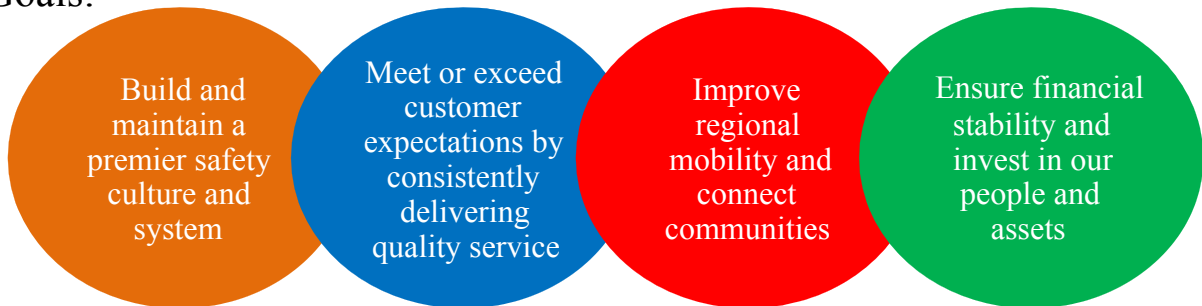 Goals:
Build and
maintain a
premier safety
culture and
system
Meet or exceed
customer
expectations by
consistently
delivering
quality service
Improve
regional
mobility and
connect
communities
Ensure financial
stability and
invest in our
people and
assets